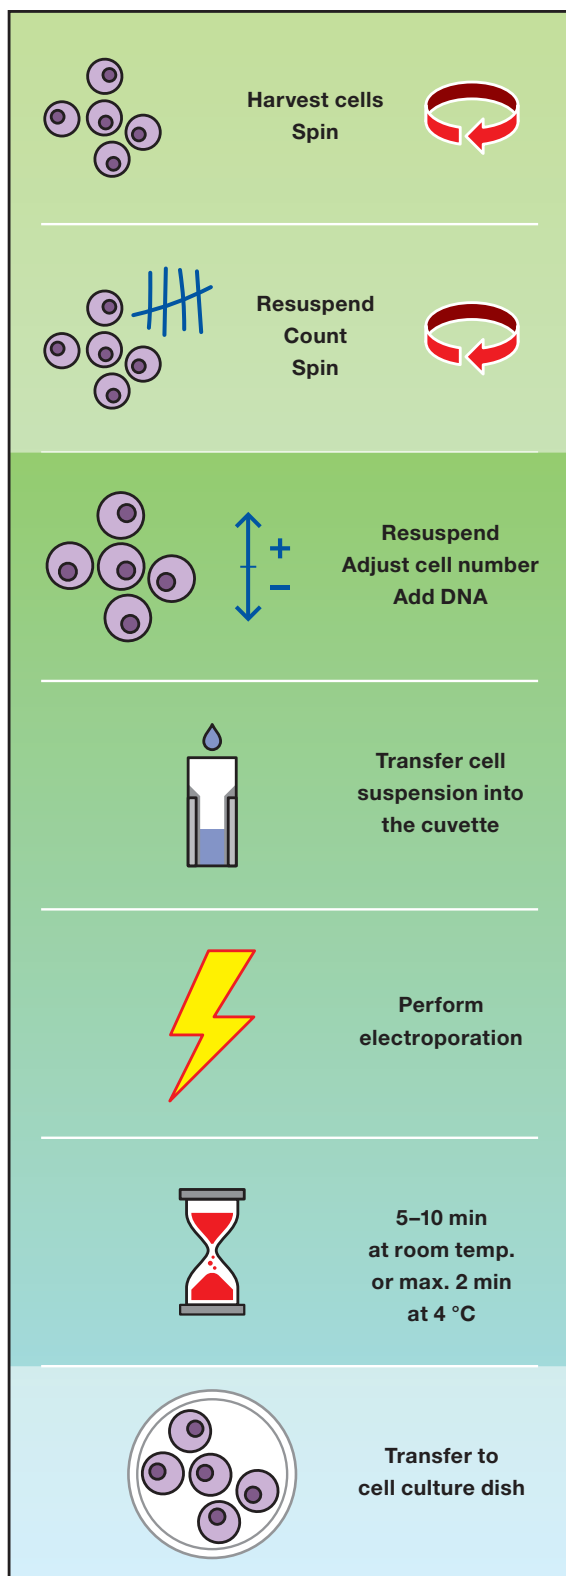 Harvest cells
Spin
Resuspend
Count
Spin
Resuspend
Adjust cell number
Add DNA
Transfer cell
suspension into
the cuvette
Perform
electroporation
5–10 min
at room temp.
or max. 2 min
at 4 °C
Transfer to
cell culture dish